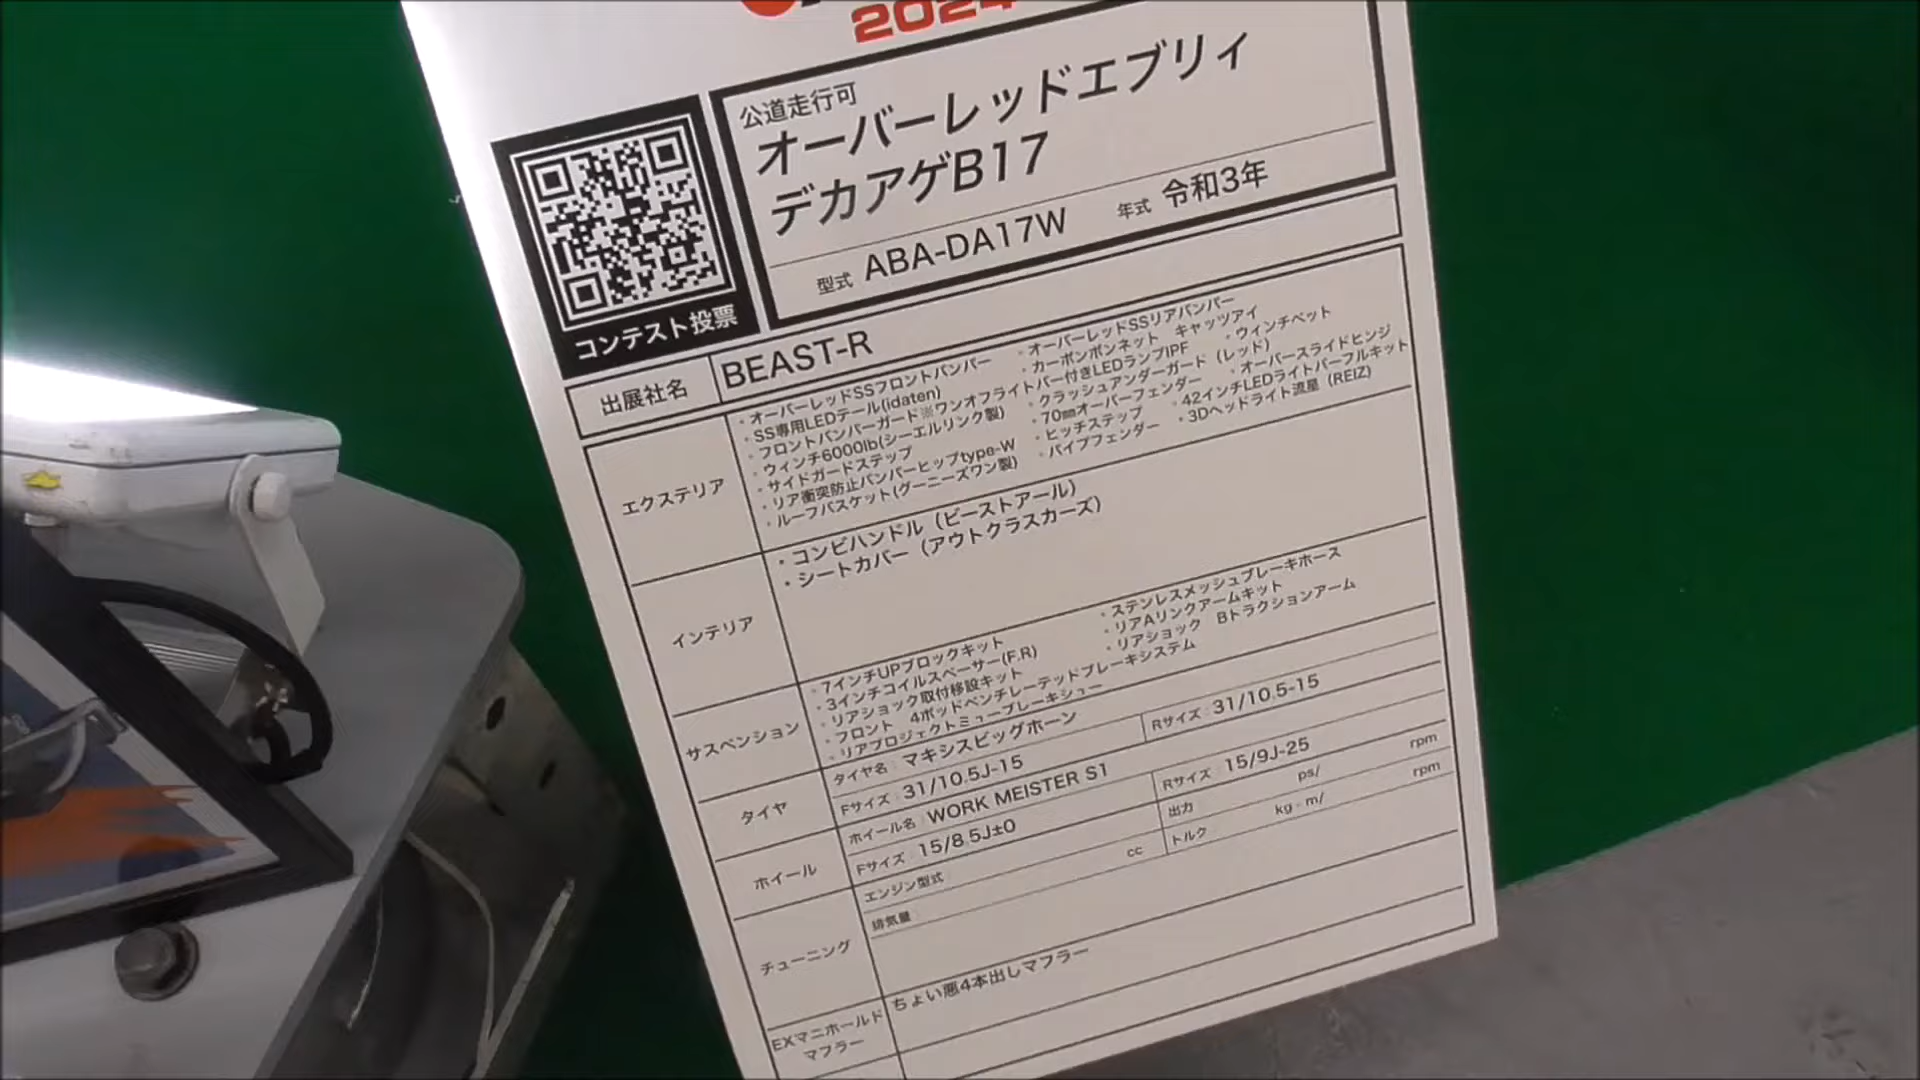 2024
公道走行可
オーバーレッドエブリィ
デカアゲB17
型式 ABA-DA17W 年式 令和3年
コンテスト投票
出展社名 BEAST-R
エクステリア
・オーバーレッドSSフロントバンパー ・オーバーレッドSSリアバンパー
・SS専用LEDテール(idaten) ・カーボンボンネット キャッツアイ
・フロントバンパーガード※ワンオフライトバー付きLEDランプIPF ・ウィンチベット
・ウィンチ6000lb(シーエルリンク製) ・クラッシュアンダーガード（レッド）
・サイドガードステップ ・70㎜オーバーフェンダー ・オーバースライドヒンジ
・リア衝突防止バンパーヒップtype-W ・ヒッチステップ ・42インチLEDライトバーフルキット
・ルーフバスケット(グーニーズワン製) ・パイプフェンダー ・3Dヘッドライト流星（REIZ）
インテリア
・コンビハンドル（ビーストアール）
・シートカバー（アウトクラスカーズ）
サスペンション
・7インチUPブロックキット ・ステンレスメッシュブレーキホース
・3インチコイルスペーサー(F.R) ・リアAリンクアームキット
・リアショック取付移設キット ・リアショック Bトラクションアーム
・フロント 4ポッドベンチレーテッドブレーキシステム
・リアプロジェクトミューブレーキシュー
タイヤ
タイヤ名 マキシスビッグホーン
Fサイズ 31/10.5J-15 Rサイズ 31/10.5-15
ホイール
ホイール名 WORK MEISTER S1
Fサイズ 15/8.5J±0 Rサイズ 15/9J-25
チューニング
エンジン型式 出力 ps/ rpm
排気量 cc トルク kg・m/ rpm
EXマニホールド
マフラー
ちょい悪4本出しマフラー